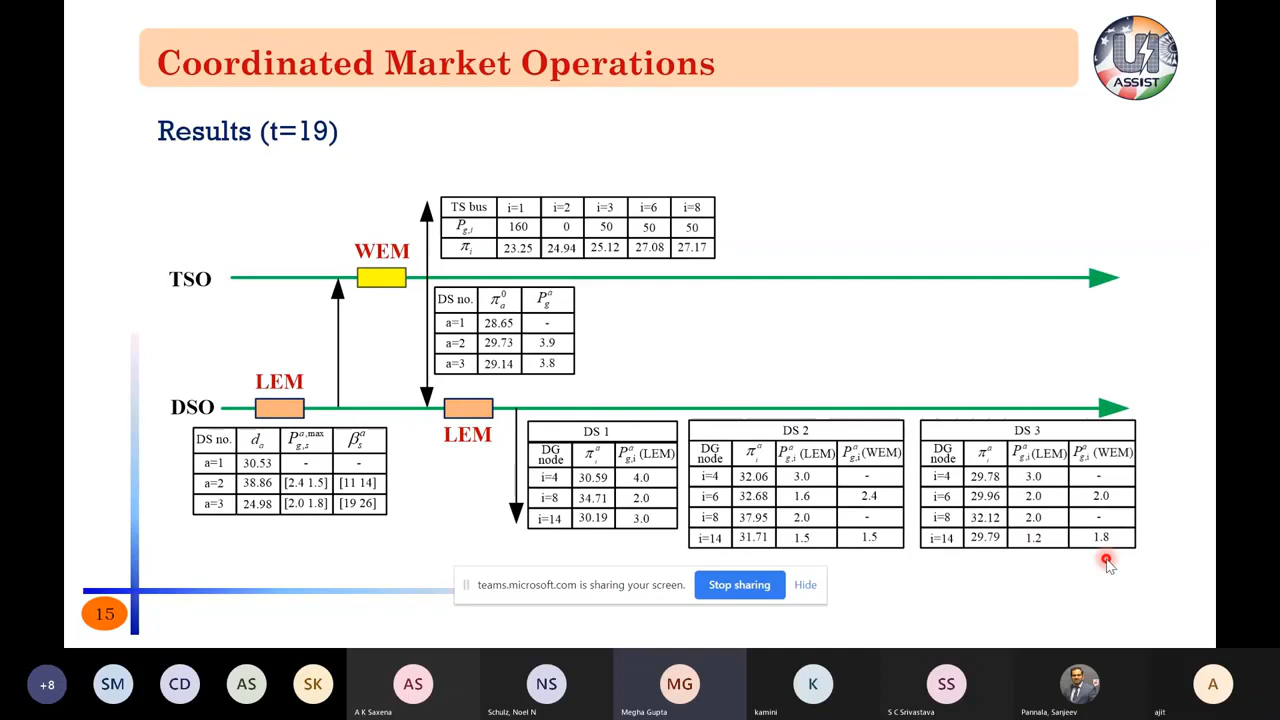 Coordinated Market Operations
UI
ASSIST
Results (t=19)
TS bus i=1 i=2 i=3 i=6 i=8
P_{g,i} 160 0 50 50 50
π_i 23.25 24.94 25.12 27.08 27.17
WEM
TSO
DS no. π_a^0 P_g^a
a=1 28.65 -
a=2 29.73 3.9
a=3 29.14 3.8
LEM
DSO
LEM
DS no. d_a P_{g,s}^{a,max} β_s^a
a=1 30.53 - -
a=2 38.86 [2.4 1.5] [11 14]
a=3 24.98 [2.0 1.8] [19 26]
DS 1
DG node π_i^a P_{g,i}^a (LEM)
i=4 30.59 4.0
i=8 34.71 2.0
i=14 30.19 3.0
DS 2
DG node π_i^a P_{g,i}^a (LEM) P_{g,i}^a (WEM)
i=4 32.06 3.0 -
i=6 32.68 1.6 2.4
i=8 37.95 2.0 -
i=14 31.71 1.5 1.5
DS 3
DG node π_i^a P_{g,i}^a (LEM) P_{g,i}^a (WEM)
i=4 29.78 3.0 -
i=6 29.96 2.0 2.0
i=8 32.12 2.0 -
i=14 29.79 1.2 1.8
teams.microsoft.com is sharing your screen. Stop sharing Hide
15
+8 SM CD AS SK AS NS MG K SS A
A K Saxena Schulz, Noel N Megha Gupta kamini S C Srivastava Pannala, Sanjeev ajit